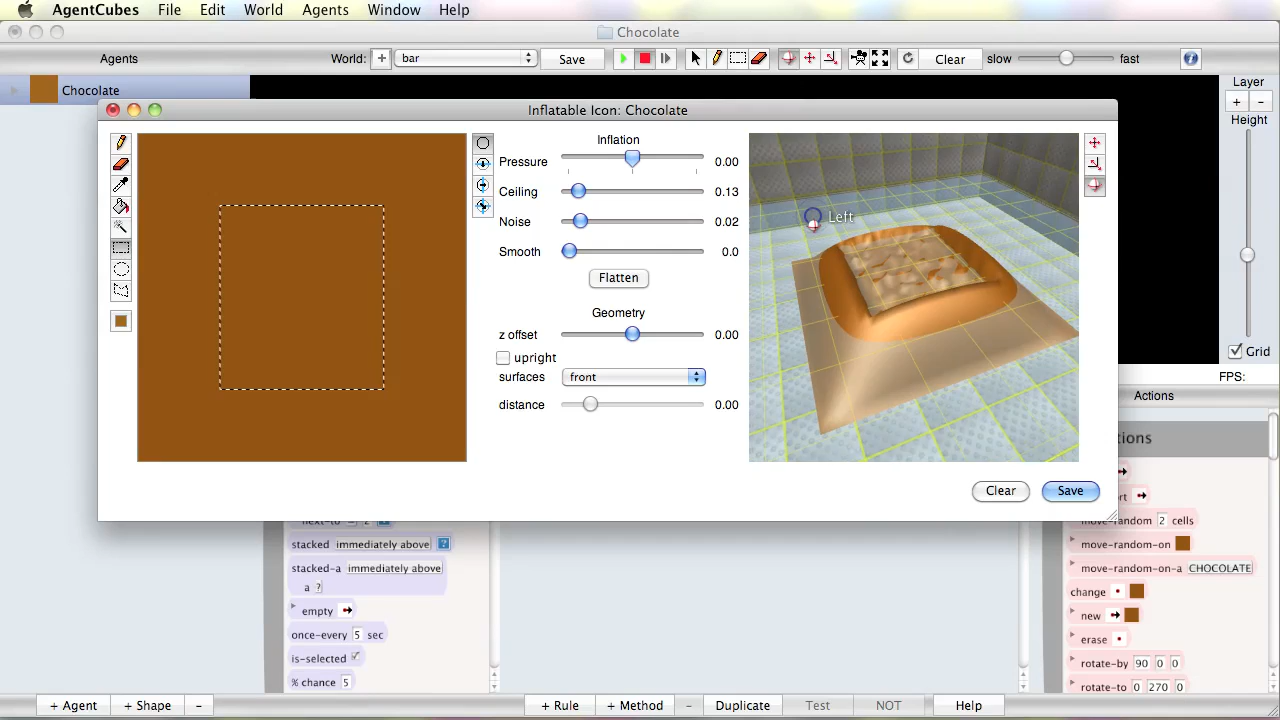 AgentCubes File Edit World Agents Window Help
Chocolate
Agents World: bar Save Clear slow fast
Chocolate
Layer
+ -
Height
Inflatable Icon: Chocolate
Inflation
Pressure 0.00
Ceiling 0.13
Noise 0.02
Smooth 0.0
Flatten
Geometry
z offset 0.00
upright
surfaces front
distance 0.00
Left
Clear Save
Grid
FPS:
Actions
move-random 2 cells
move-random-on
move-random-on-a CHOCOLATE
change
new
erase
rotate-by 90 0 0
rotate-to 0 270 0
stacked immediately above ?
stacked-a immediately above
a ?
empty
once-every 5 sec
is-selected
% chance 5
+ Agent + Shape - + Rule + Method - Duplicate Test NOT Help